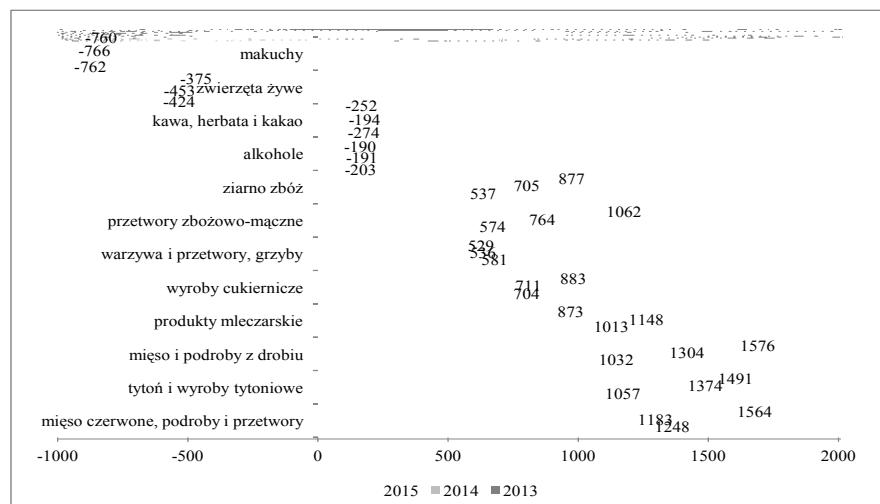 -760
-766
makuchy
-762
-375
-453
zwierzęta żywe
-424
-252
kawa, herbata i kakao
-194
-274
-190
alkohole
-191
-203
877
ziarno zbóż
705
537
1062
przetwory zbożowo-mączne
764
574
529
warzywa i przetwory, grzyby
536
581
883
wyroby cukiernicze
711
704
873
produkty mleczarskie
1148
1013
1576
mięso i podroby z drobiu
1304
1032
1491
tytoń i wyroby tytoniowe
1374
1057
1564
mięso czerwone, podroby i przetwory
1183
1248
-1000 -500 0 500 1000 1500 2000
2015 2014 2013